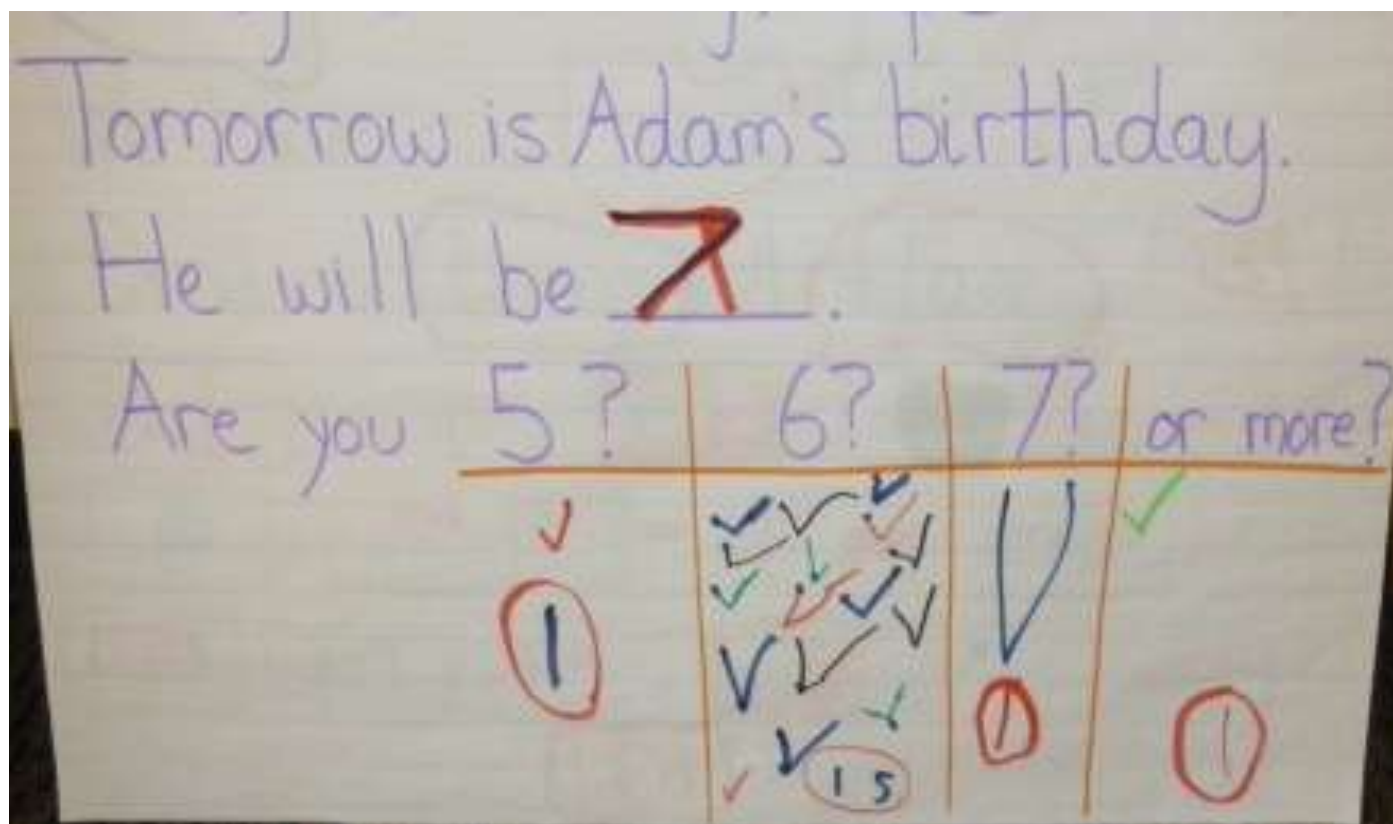 Tomorrow is Adam's birthday.
He will be 7.
Are you 5? 6? 7? or more?
1 15 1 1